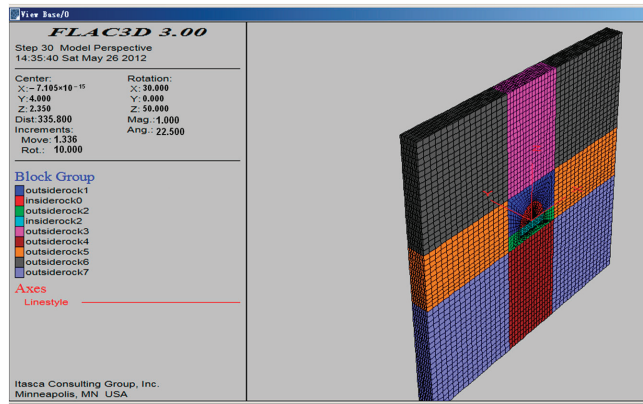 View Base/0
FLAC3D 3.00
Step 30 Model Perspective
14:35:40 Sat May 26 2012
Center:
X:-7.105×10⁻¹⁵
Y:4.000
Z:2.350
Dist:335.800
Increments:
Move:1.336
Rot.:10.000
Rotation:
X:30.000
Y:0.000
Z:50.000
Mag.:1.000
Ang.:22.500
Block Group
outsiderock1
insiderock0
outsiderock2
insiderock2
outsiderock3
outsiderock4
outsiderock5
outsiderock6
outsiderock7
Axes
Linestyle
Itasca Consulting Group, Inc.
Minneapolis, MN USA